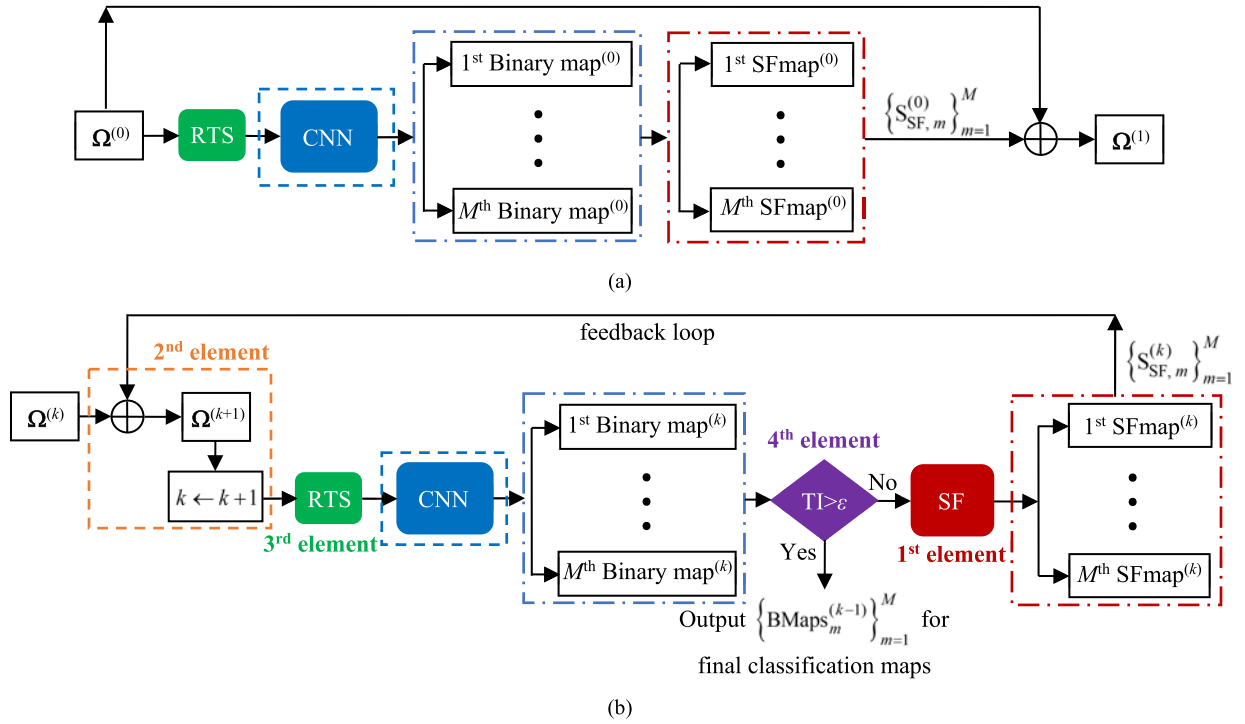 Ω(0)
RTS
CNN
1st Binary map(0)
Mth Binary map(0)
1st SFmap(0)
Mth SFmap(0)
{S(0)SF, m}Mm=1
Ω(1)
(a)
feedback loop
2nd element
{S(k)SF, m}Mm=1
Ω(k)
Ω(k+1)
k ← k+1
RTS
3rd element
CNN
1st Binary map(k)
Mth Binary map(k)
4th element
TI>ε
No
Yes
SF
1st element
1st SFmap(k)
Mth SFmap(k)
Output {BMaps(k-1)m}Mm=1 for
final classification maps
(b)